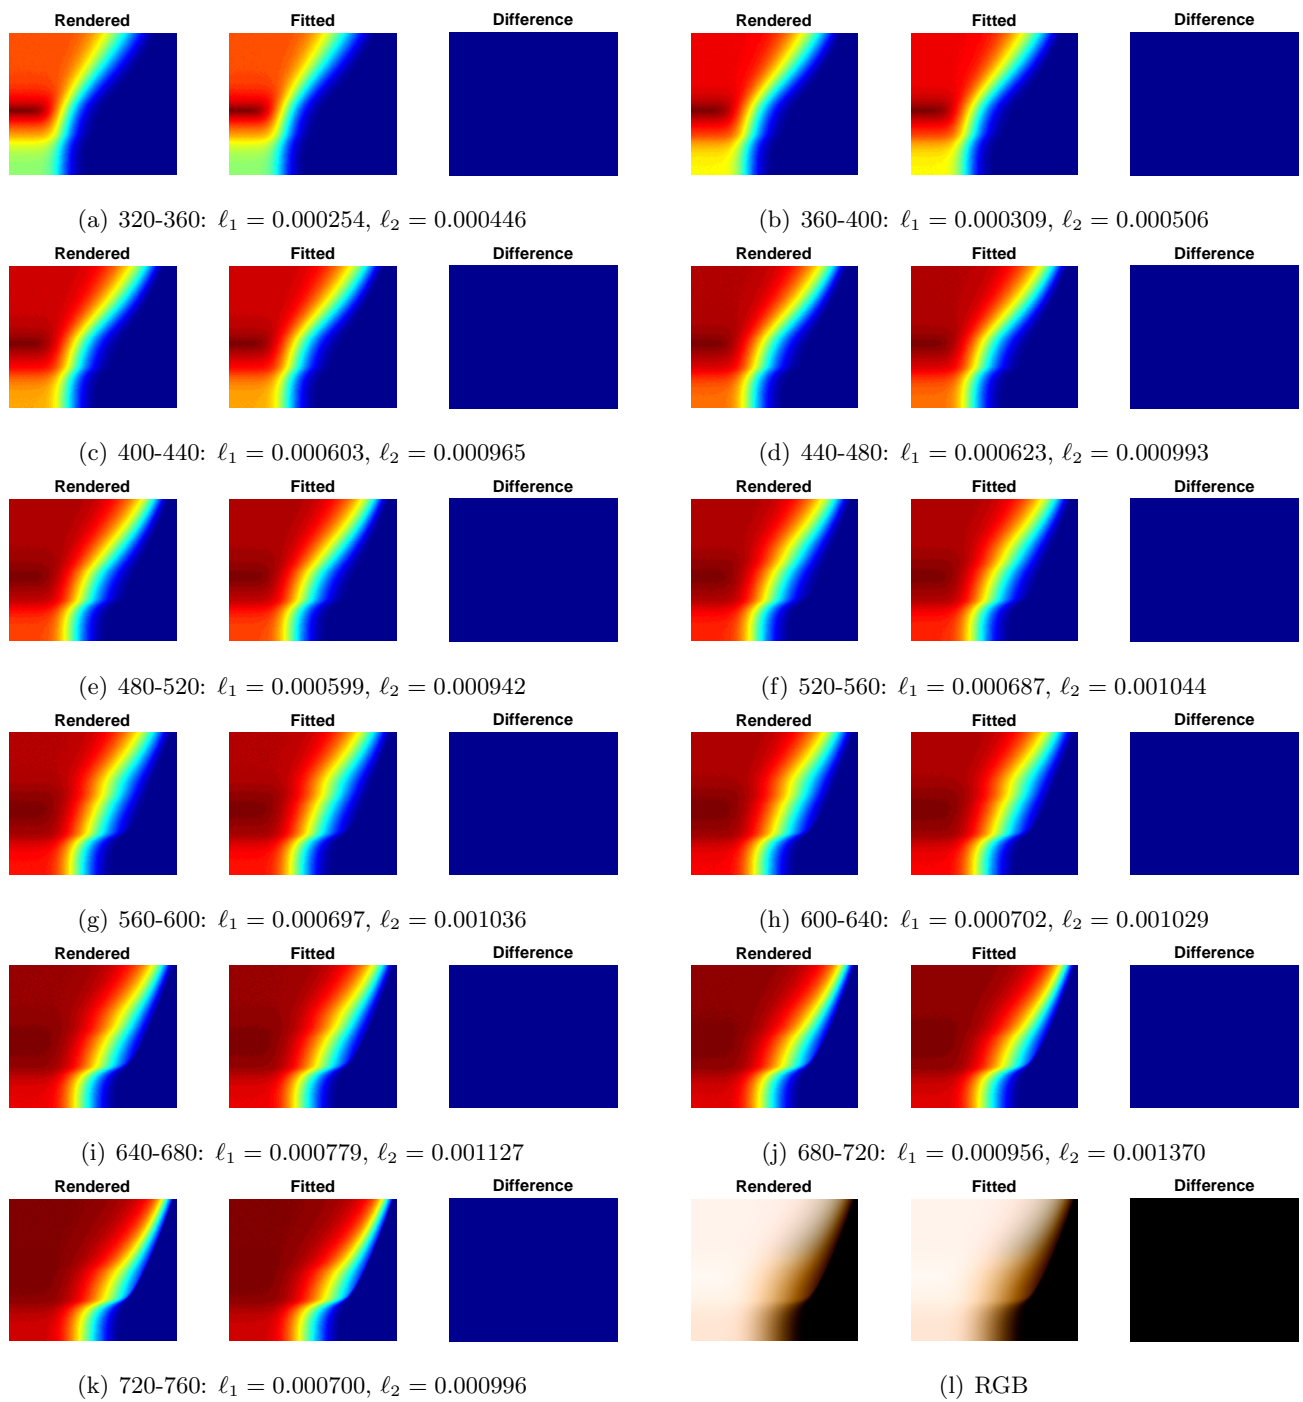 Rendered Fitted Difference Rendered Fitted Difference
(a) 320-360: ℓ₁ = 0.000254, ℓ₂ = 0.000446 (b) 360-400: ℓ₁ = 0.000309, ℓ₂ = 0.000506
Rendered Fitted Difference Rendered Fitted Difference
(c) 400-440: ℓ₁ = 0.000603, ℓ₂ = 0.000965 (d) 440-480: ℓ₁ = 0.000623, ℓ₂ = 0.000993
Rendered Fitted Difference Rendered Fitted Difference
(e) 480-520: ℓ₁ = 0.000599, ℓ₂ = 0.000942 (f) 520-560: ℓ₁ = 0.000687, ℓ₂ = 0.001044
Rendered Fitted Difference Rendered Fitted Difference
(g) 560-600: ℓ₁ = 0.000697, ℓ₂ = 0.001036 (h) 600-640: ℓ₁ = 0.000702, ℓ₂ = 0.001029
Rendered Fitted Difference Rendered Fitted Difference
(i) 640-680: ℓ₁ = 0.000779, ℓ₂ = 0.001127 (j) 680-720: ℓ₁ = 0.000956, ℓ₂ = 0.001370
Rendered Fitted Difference Rendered Fitted Difference
(k) 720-760: ℓ₁ = 0.000700, ℓ₂ = 0.000996 (l) RGB